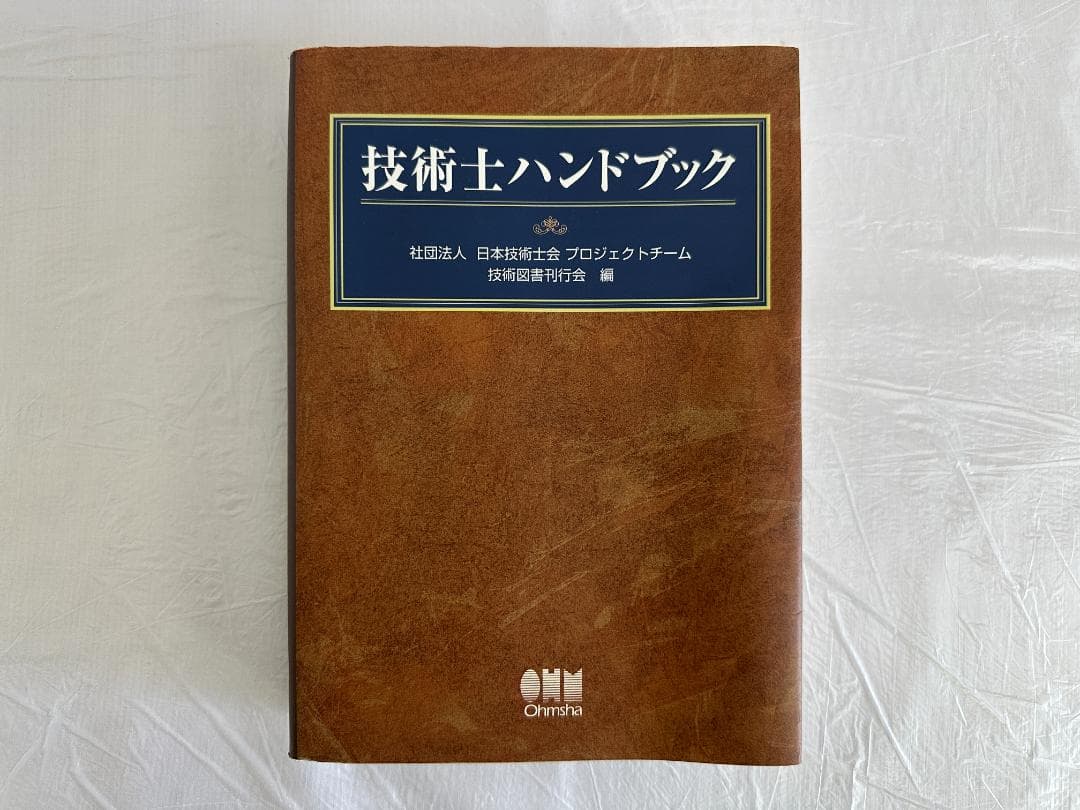 技術士ハンドブック
社団法人 日本技術士会 プロジェクトチーム
技術図書刊行会 編
OHM
Ohmsha